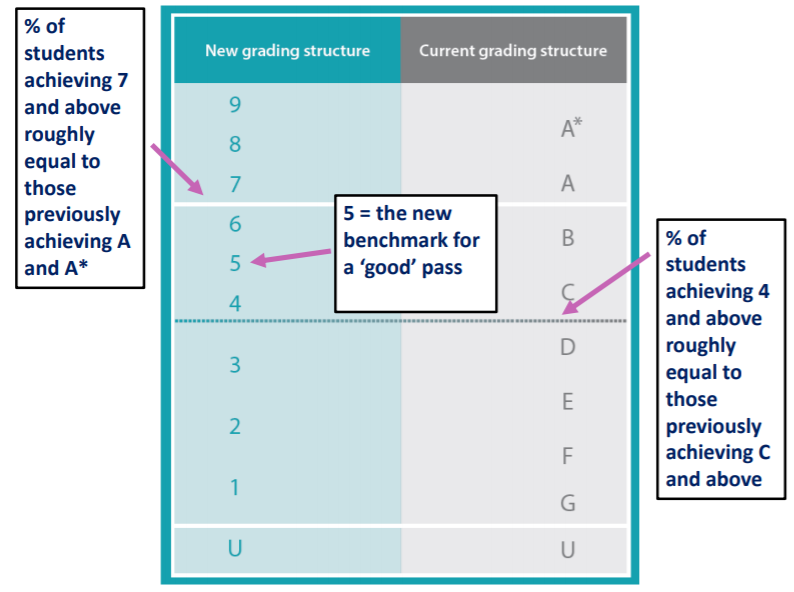 % of
students
achieving 7
and above
roughly
equal to
those
previously
achieving A
and A*
New grading structure
Current grading structure
9
8
7
6
5
4
3
2
1
U
A*
A
B
C
D
E
F
G
U
5 = the new
benchmark for
a ‘good’ pass
% of
students
achieving 4
and above
roughly
equal to
those
previously
achieving C
and above